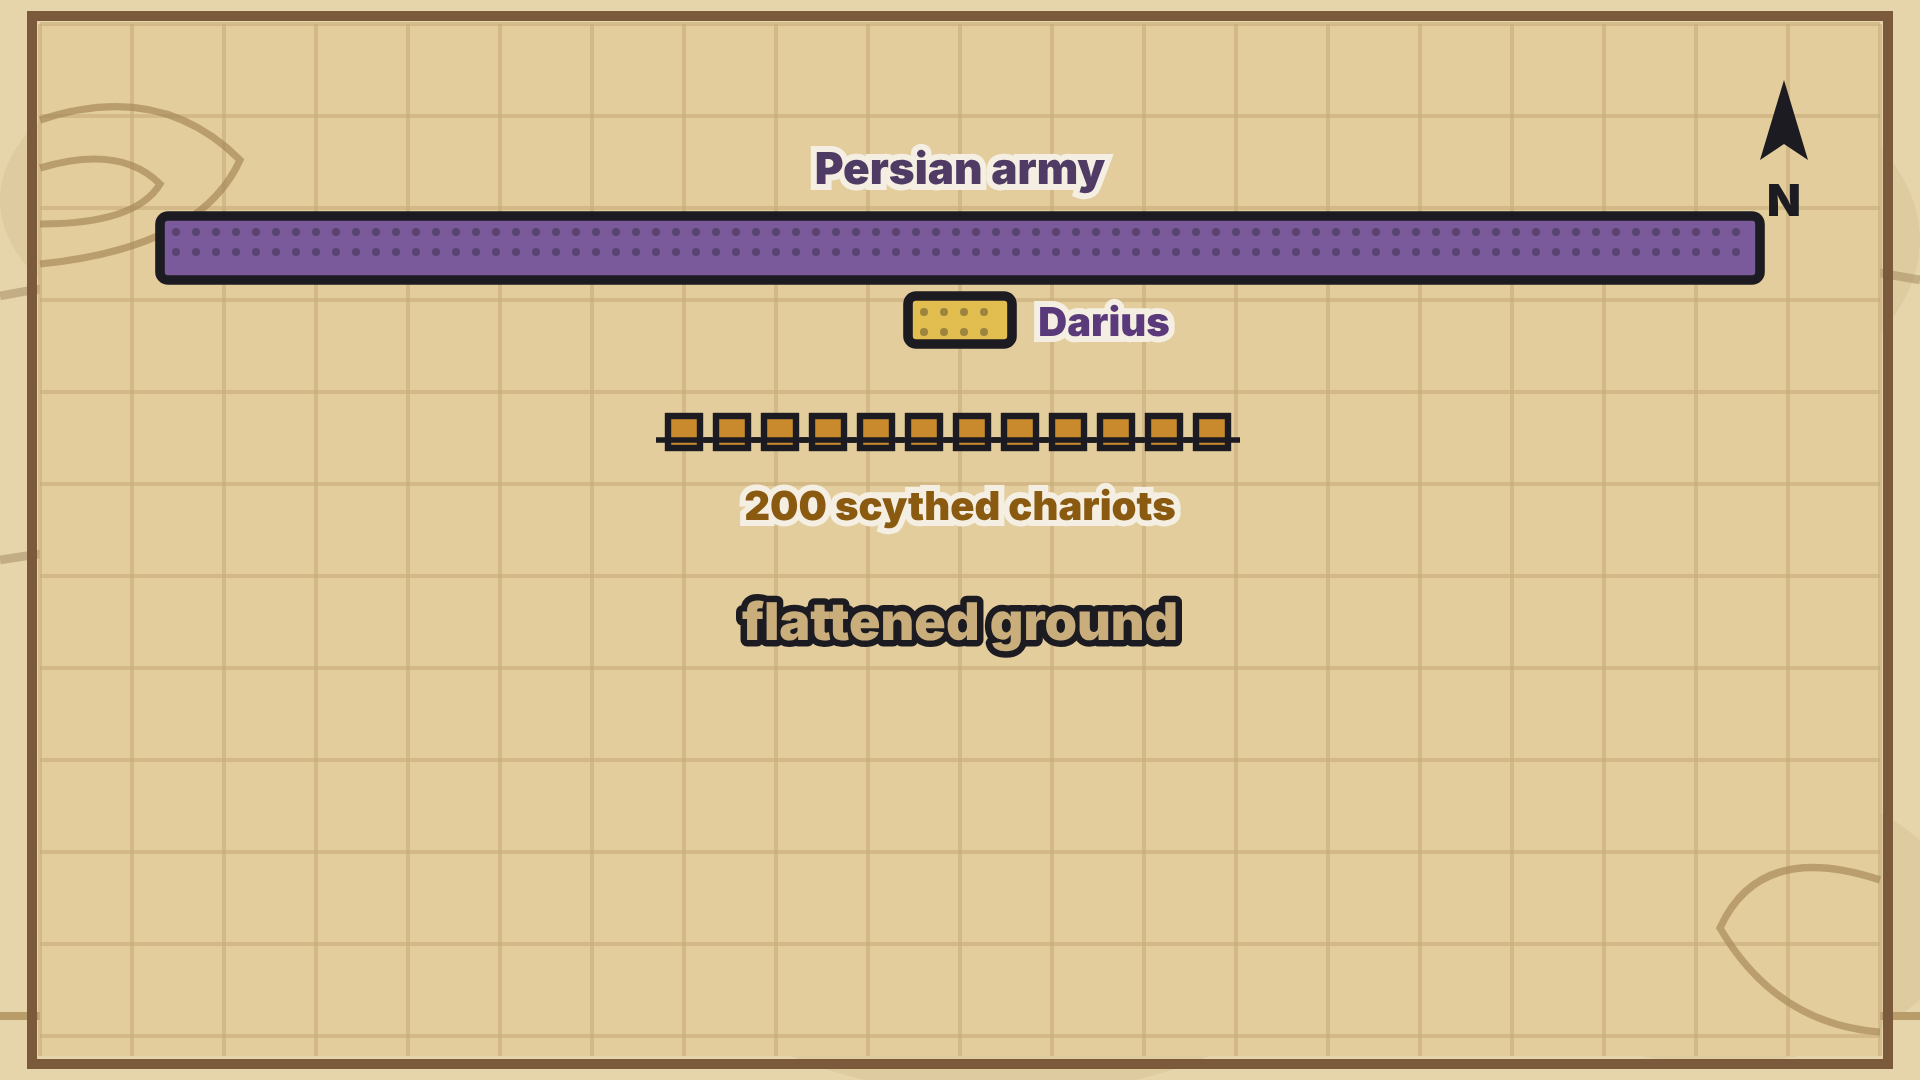 Persian army
N
Darius
200 scythed chariots
flattened ground